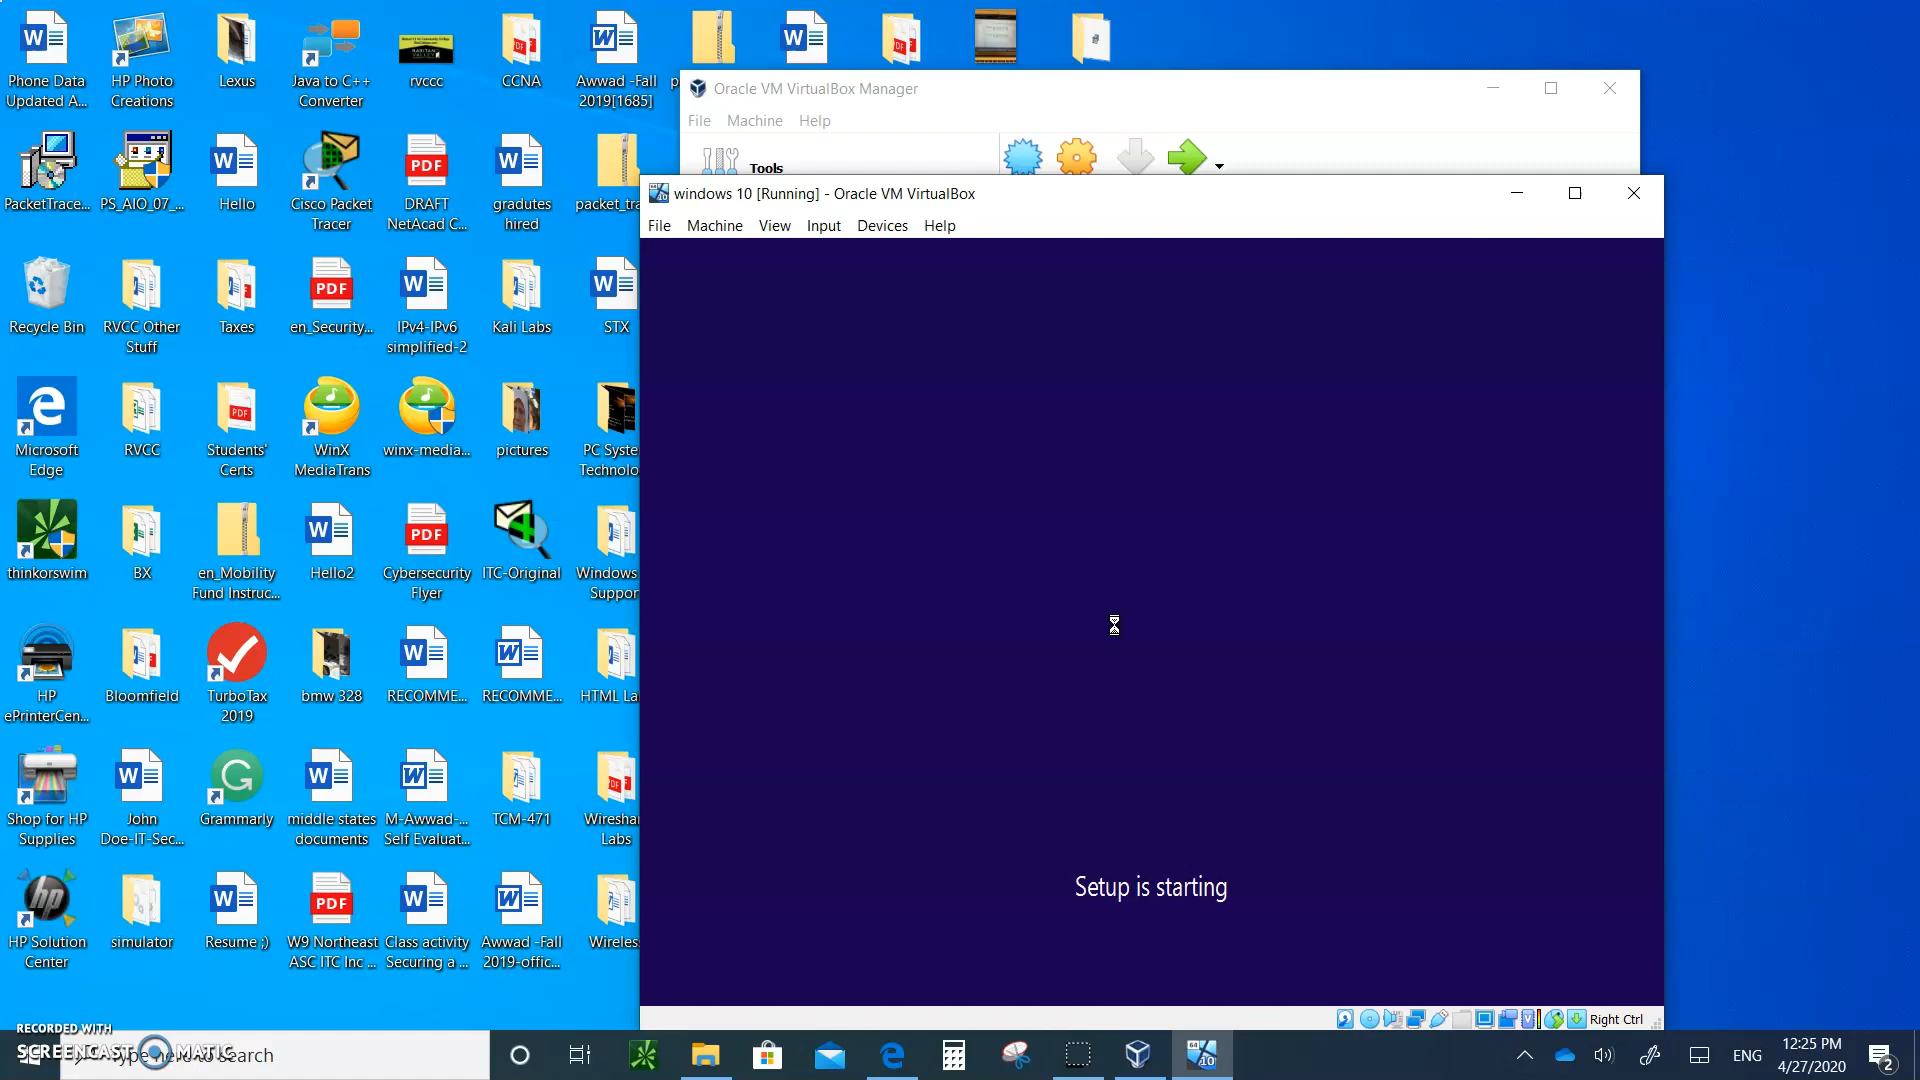 Phone Data
Updated A...
HP Photo
Creations
Lexus
Java to C++
Converter
rvccc
CCNA
Awwad -Fall
2019[1685]
PacketTrace...
PS_AIO_07_...
Hello
Cisco Packet
Tracer
DRAFT
NetAcad C...
gradutes
hired
packet_tra
Recycle Bin
RVCC Other
Stuff
Taxes
en_Security...
IPv4-IPv6
simplified-2
Kali Labs
STX
Microsoft
Edge
RVCC
Students'
Certs
WinX
MediaTrans
winx-media...
pictures
PC Syste
Technolo
thinkorswim
BX
en_Mobility
Fund Instruc...
Hello2
Cybersecurity
Flyer
ITC-Original
Windows
Suppor
HP
ePrinterCen...
Bloomfield
TurboTax
2019
bmw 328
RECOMME...
RECOMME...
HTML La
Shop for HP
Supplies
John
Doe-IT-Sec...
Grammarly
middle states
documents
M-Awwad-...
Self Evaluat...
TCM-471
Wireshar
Labs
HP Solution
Center
simulator
Resume ;)
W9 Northeast
ASC ITC Inc ...
Class activity
Securing a ...
Awwad -Fall
2019-offic...
Wireless
Oracle VM VirtualBox Manager
File Machine Help
Tools
windows 10 [Running] - Oracle VM VirtualBox
File Machine View Input Devices Help
Setup is starting
Right Ctrl
RECORDED WITH
SCREENCAST MATIC
Type here to search
ENG
12:25 PM
4/27/2020
2